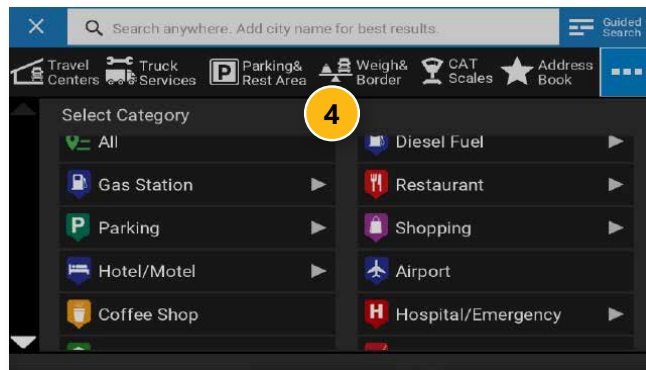 Search anywhere. Add city name for best results.
Guided
Search
Travel
Centers
Truck
Services
P
Parking&
Rest Area
Weigh&
Border
CAT
Scales
Address
Book
Select Category
4
All
Diesel Fuel
Gas Station
Restaurant
P Parking
Shopping
Hotel/Motel
Airport
Coffee Shop
H Hospital/Emergency